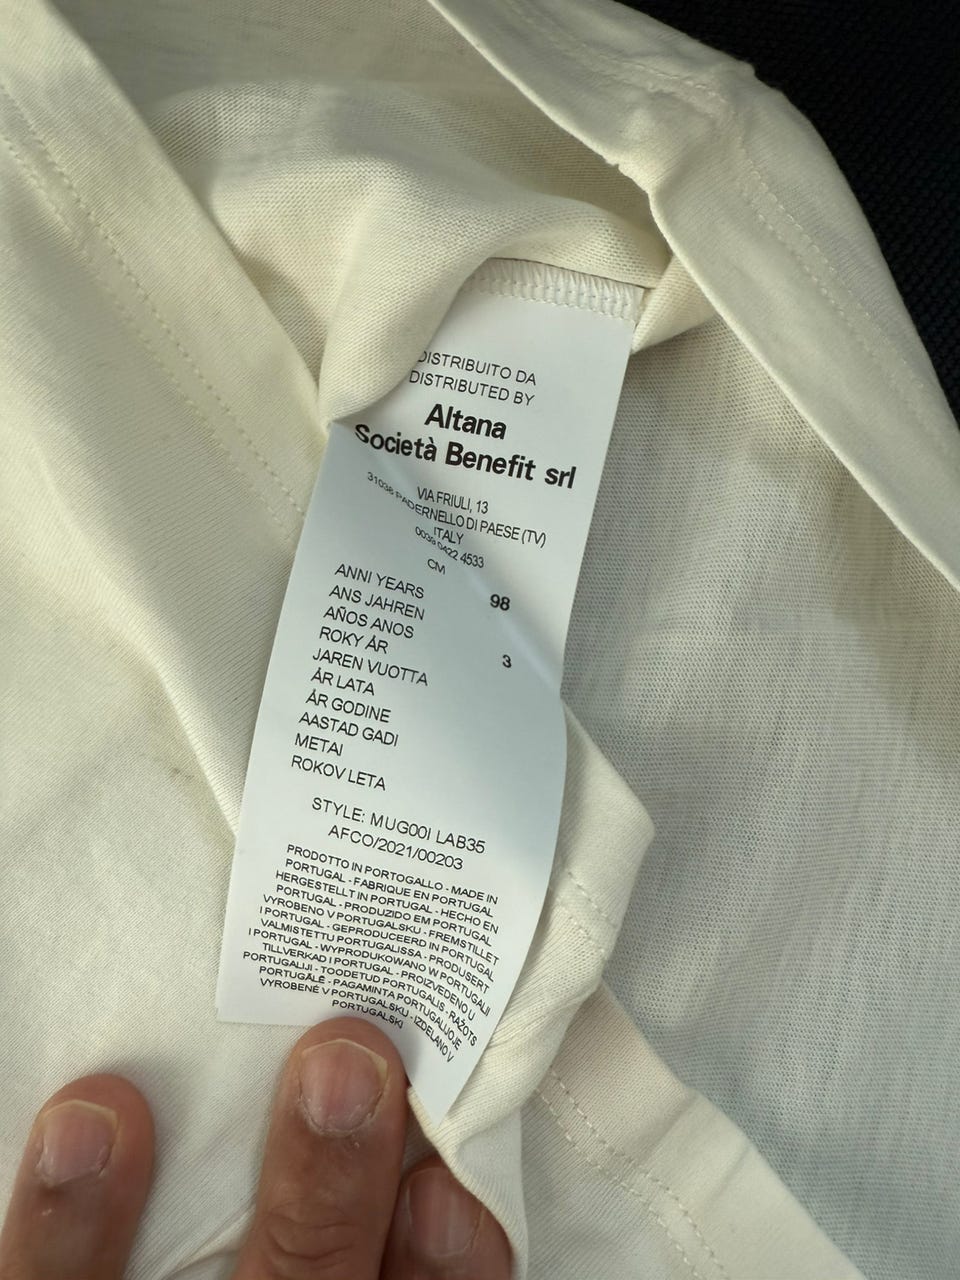 DISTRIBUITO DA
DISTRIBUTED BY
Altana
Società Benefit srl
VIA FRIULI, 13
31038 PADERNELLO DI PAESE (TV)
ITALY
0039 0422 4533
CM 98
ANNI YEARS 3
ANS JAHREN
AÑOS ANOS
ROKY ÅR
JAREN VUOTTA
ÅR LATA
ÅR GODINE
AASTAD GADI
METAI
ROKOV LETA
STYLE: MUG00I LAB35
AFCO/2021/00203
PRODOTTO IN PORTOGALLO - MADE IN
PORTUGAL - FABRIQUE EN PORTUGAL
HERGESTELLT IN PORTUGAL - HECHO EN
PORTUGAL - PRODUZIDO EM PORTUGAL
VYROBENO V PORTUGALSKU - FREMSTILLET
I PORTUGAL - GEPRODUCEERD IN PORTUGAL
VALMISTETTU PORTUGALISSA - PRODUSERT
I PORTUGAL - WYPRODUKOWANO W PORTUGALII
TILLVERKAD I PORTUGAL - PROIZVEDENO U
PORTUGALIJI - TOODETUD PORTUGALIS - RAŽOTS
PORTUGĀLĒ - PAGAMINTA PORTUGALIJOJE
VYROBENÉ V PORTUGALSKU - IZDELANO V
PORTUGALSKI